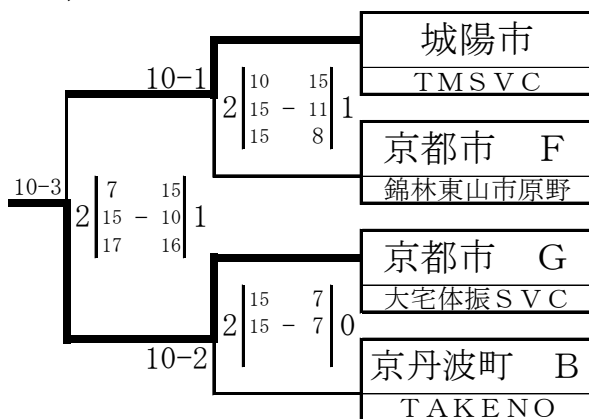 城陽市
TMSVC
10-1
2 10 15 1
15 - 11
15 8
京都市 F
錦林東山市原野
10-3
2 7 15 1
15 - 10
17 16
京都市 G
大宅体振SVC
2 15 7 0
15 - 7
10-2
京丹波町 B
TAKENO